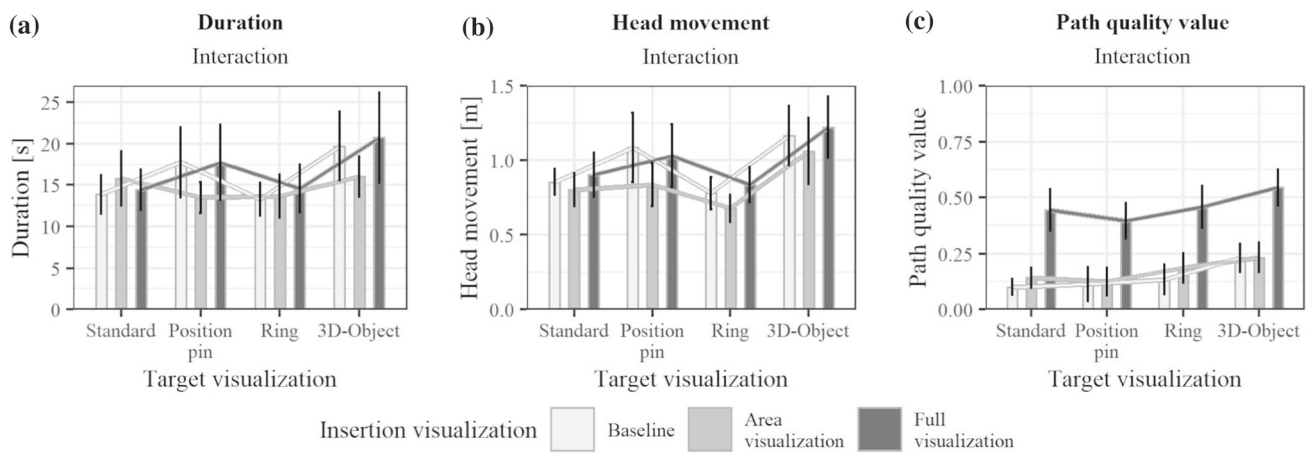 (a)
Duration
Interaction
Duration [s]
25
20
15
10
5
0
Standard
Position
pin
Ring
3D-Object
Target visualization
(b)
Head movement
Interaction
Head movement [m]
1.5
1.0
0.5
0.0
Standard
Position
pin
Ring
3D-Object
Target visualization
(c)
Path quality value
Interaction
Path quality value
1.00
0.75
0.50
0.25
0.00
Standard
Position
pin
Ring
3D-Object
Target visualization
Insertion visualization
Baseline
Area
visualization
Full
visualization